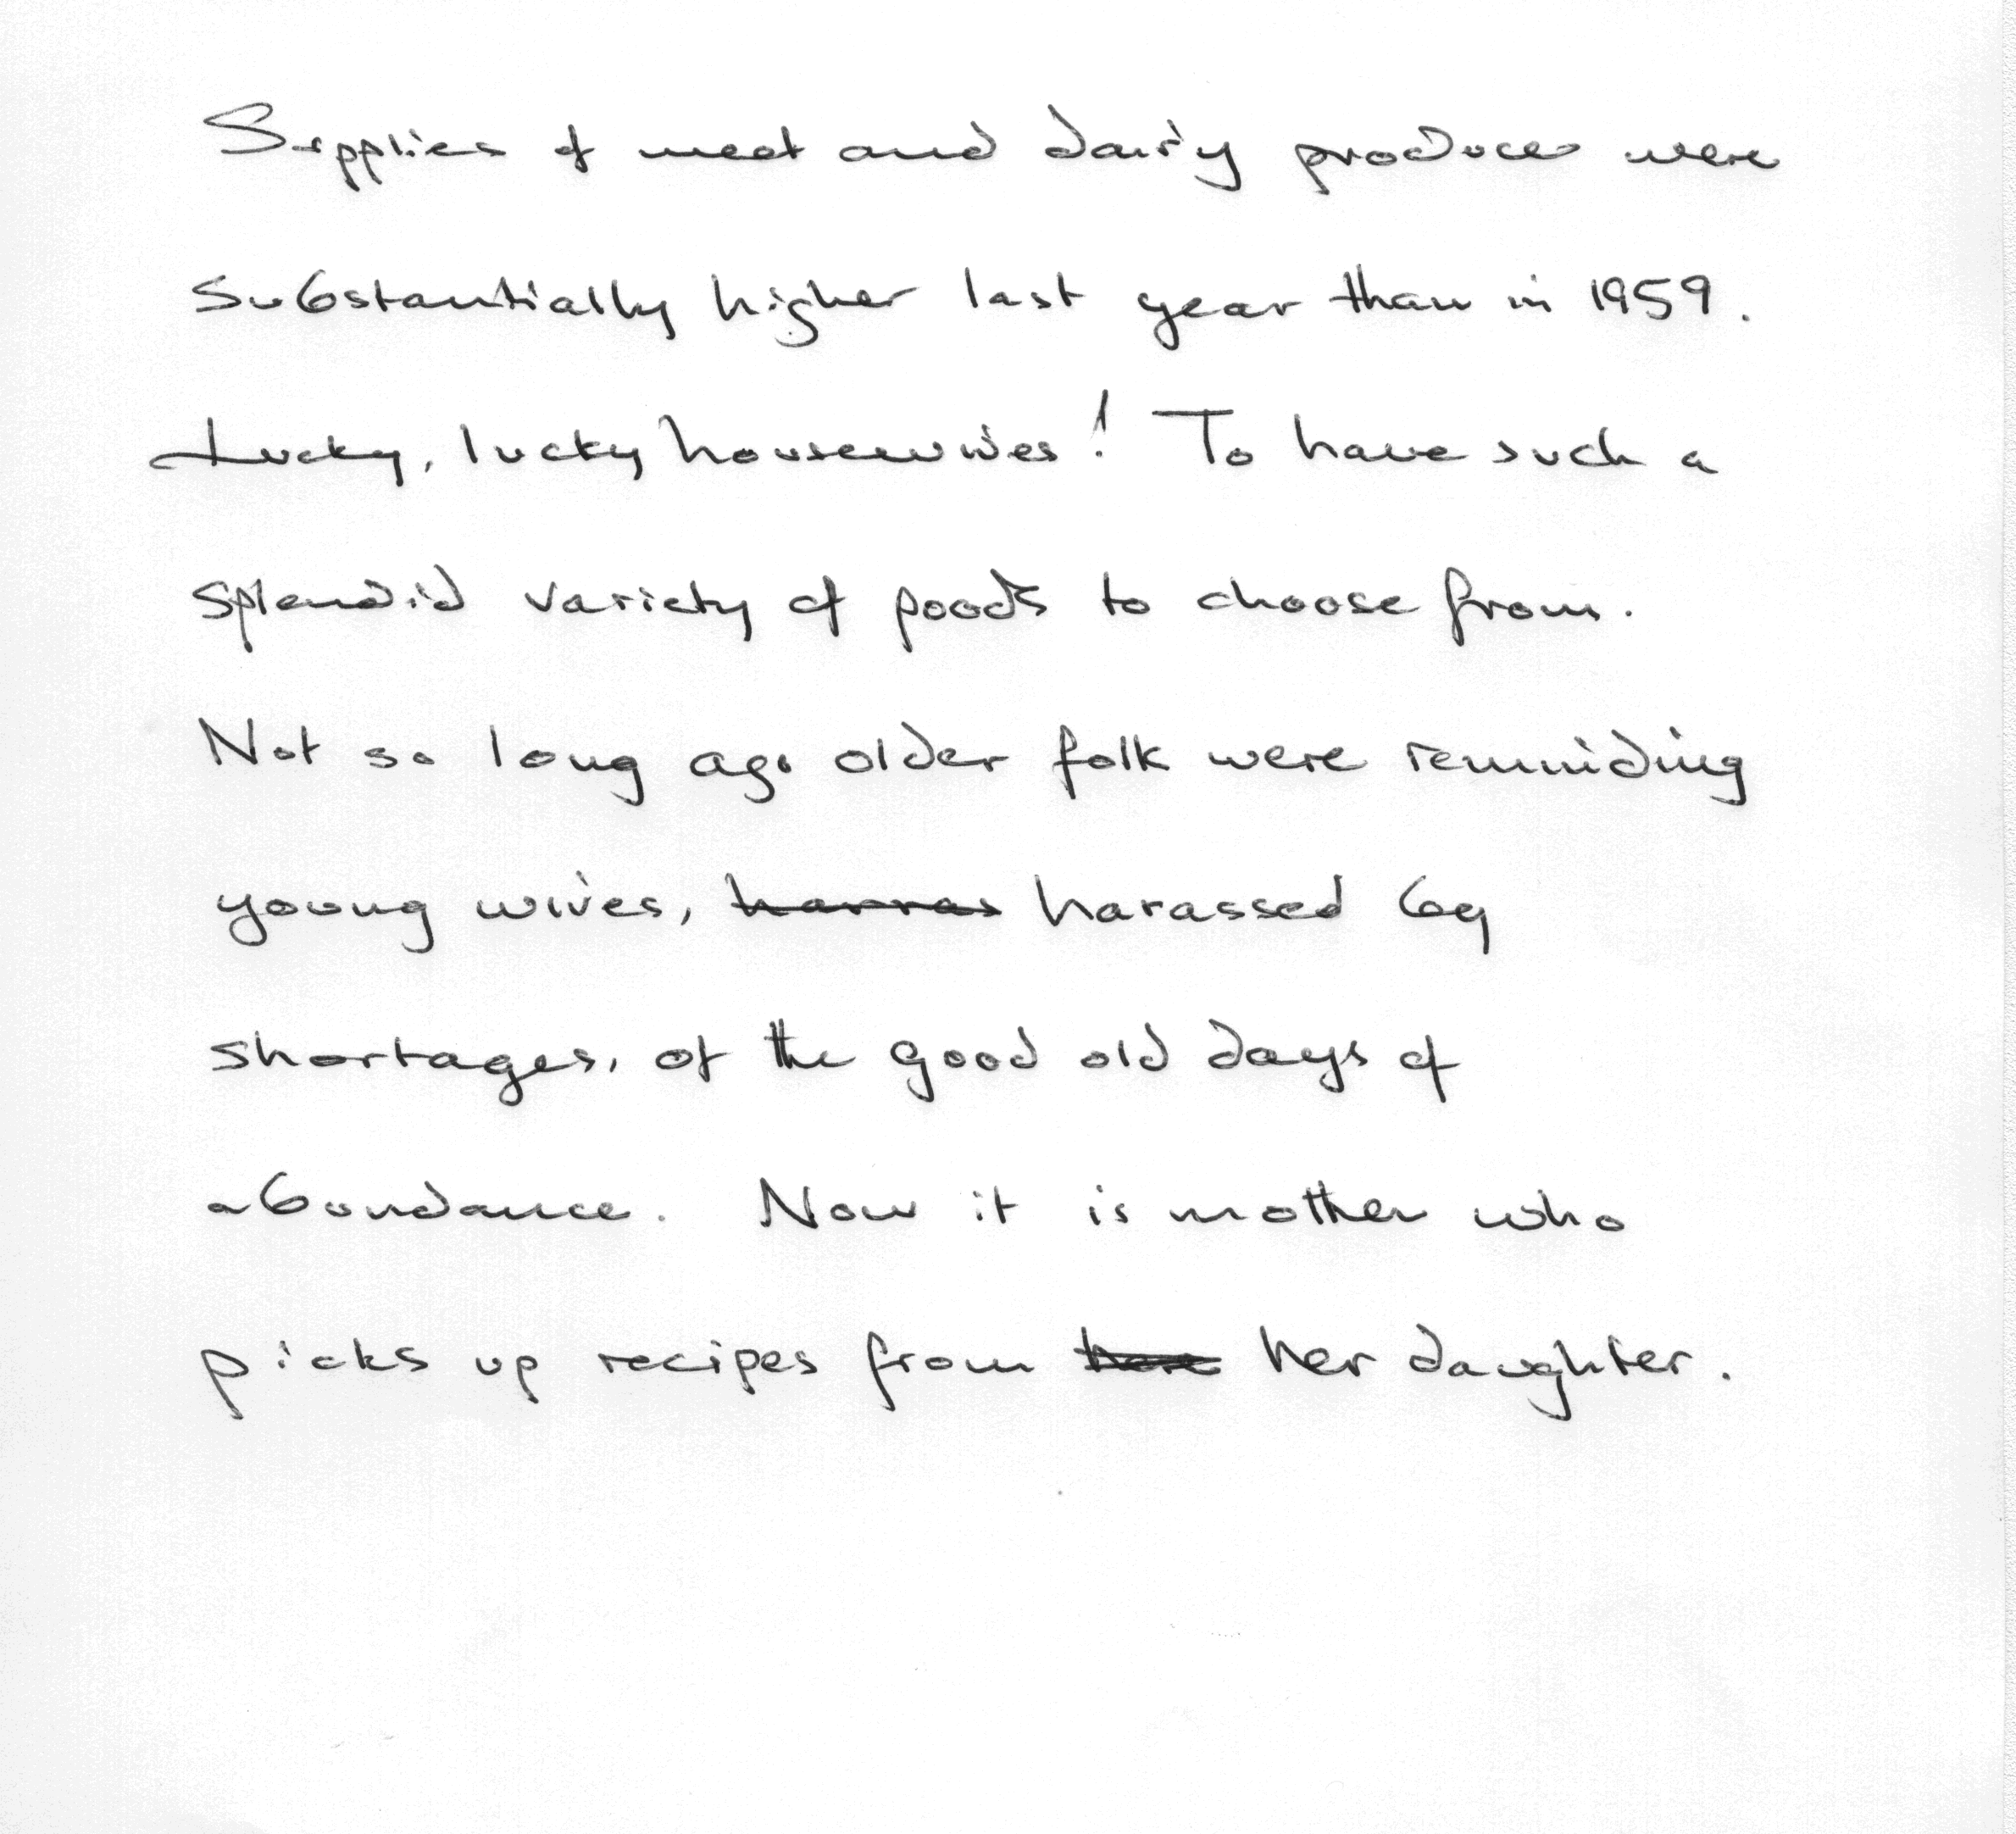 Supplies of meat and dairy produce were
substantially higher last year than in 1959.
Lucky, lucky housewives! To have such a
splendid variety of foods to choose from.
Not so long ago older folk were reminding
young wives, harras harassed by
shortages, of the good old days of
abundance. Now it is mother who
picks up recipes from her daughter.